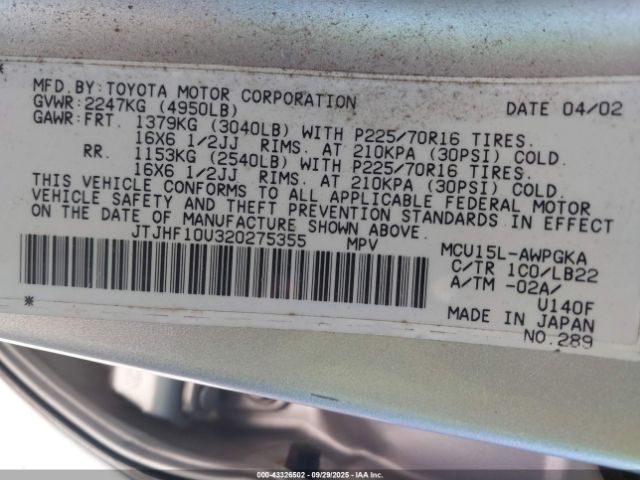 MFD.BY:TOYOTA MOTOR CORPORATION DATE 04/02
GVWR:2247KG (4950LB)
GAWR:FRT. 1379KG (3040LB) WITH P225/70R16 TIRES.
16X6 1/2JJ RIMS. AT 210KPA (30PSI) COLD.
RR. 1153KG (2540LB) WITH P225/70R16 TIRES.
16X6 1/2JJ RIMS. AT 210KPA (30PSI) COLD.
THIS VEHICLE CONFORMS TO ALL APPLICABLE FEDERAL MOTOR
VEHICLE SAFETY AND THEFT PREVENTION STANDARDS IN EFFECT
ON THE DATE OF MANUFACTURE SHOWN ABOVE.
JTJHF10U320275355 MPV MCU15L-AWPGKA
C/TR 1C0/LB22
A/TM -02A/
U140F
MADE IN JAPAN
NO.289
00-43326502 - 09/29/2025 - IAAI.COM